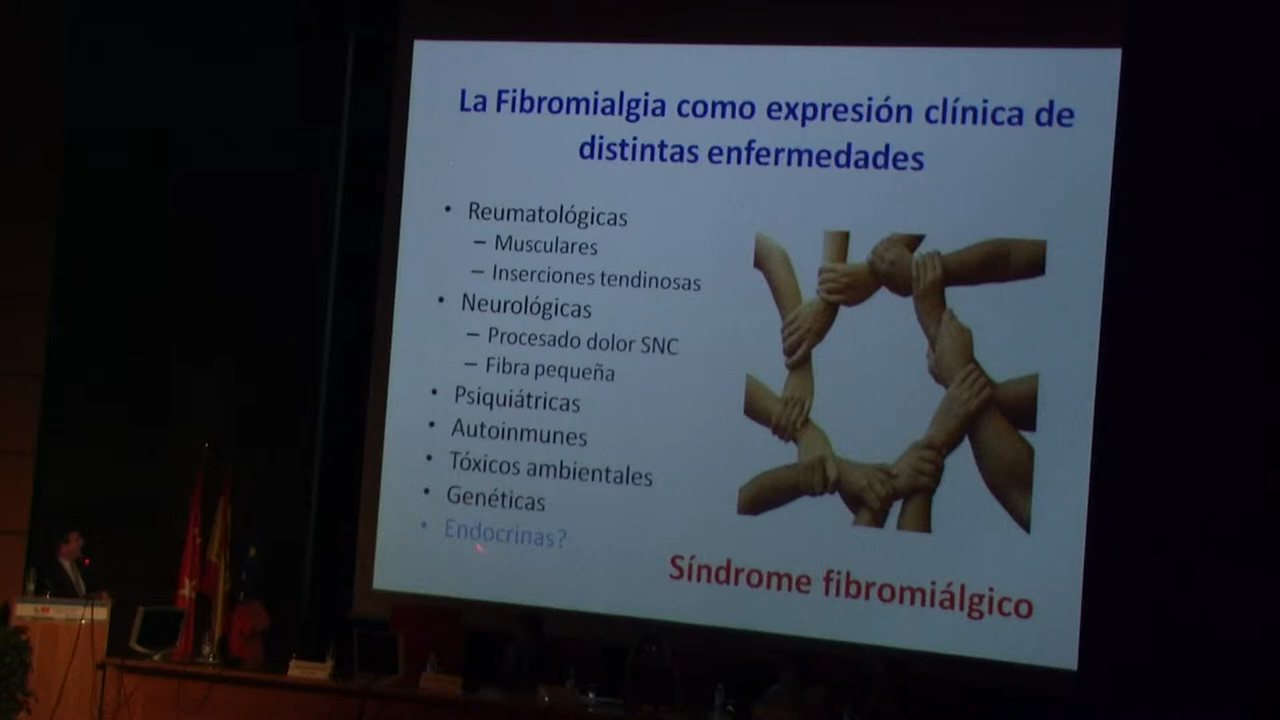 La Fibromialgia como expresión clínica de
distintas enfermedades
• Reumatológicas
– Musculares
– Inserciones tendinosas
• Neurológicas
– Procesado dolor SNC
– Fibra pequeña
• Psiquiátricas
• Autoinmunes
• Tóxicos ambientales
• Genéticas
• Endocrinas?
Síndrome fibromiálgico